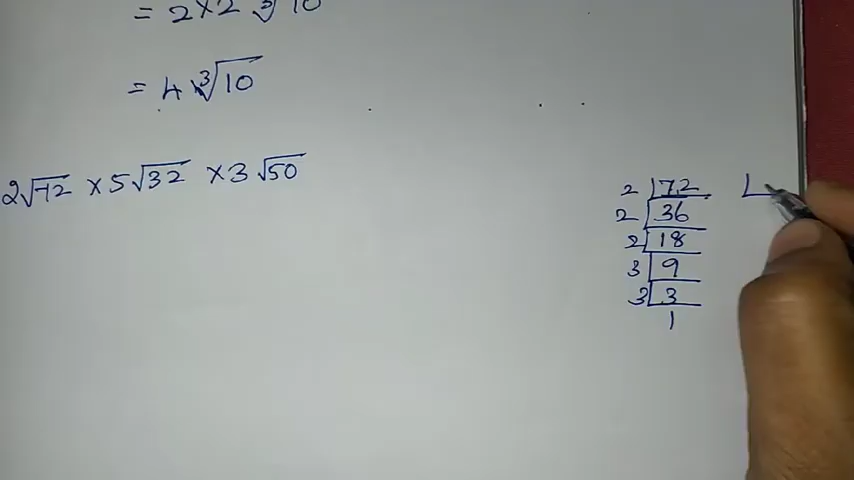 = 2 × 2 ∛10
= 4 ∛10
2√72 × 5√32 × 3√50
2 | 72
2 | 36
2 | 18
3 | 9
3 | 3
1